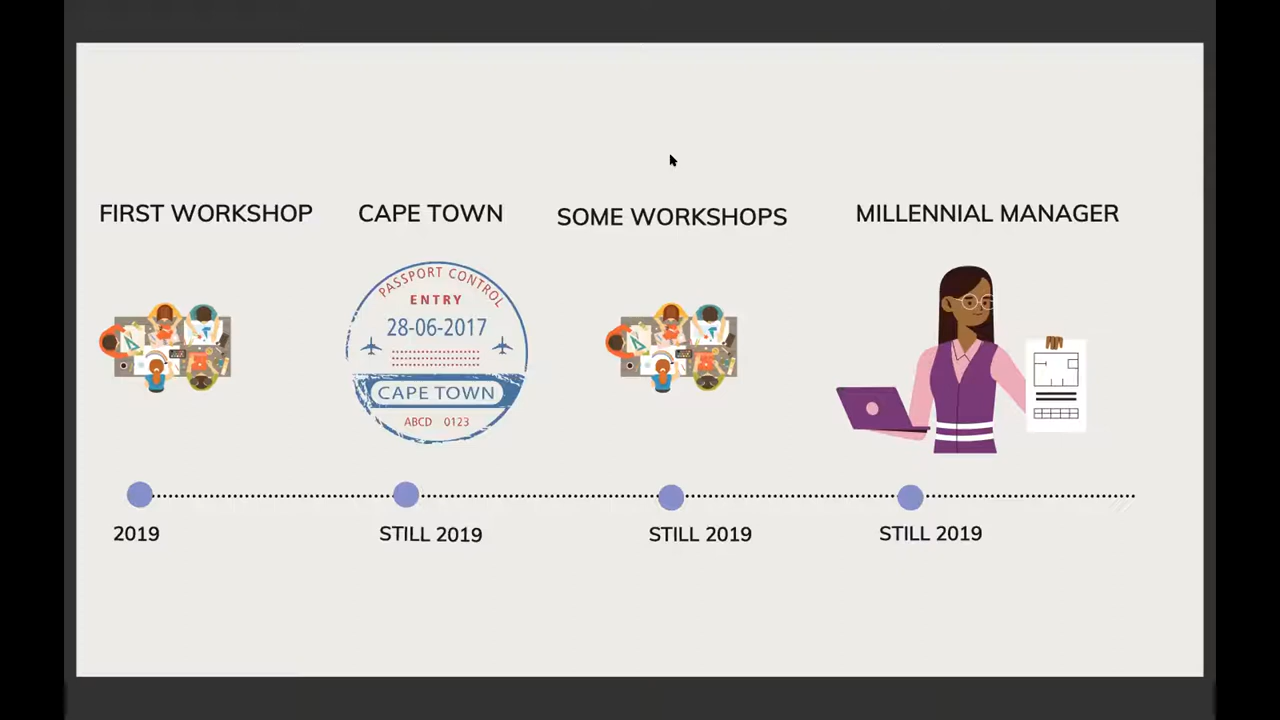 FIRST WORKSHOP
CAPE TOWN
SOME WORKSHOPS
MILLENNIAL MANAGER
PASSPORT CONTROL
ENTRY
28-06-2017
CAPE TOWN
ABCD 0123
2019
STILL 2019
STILL 2019
STILL 2019